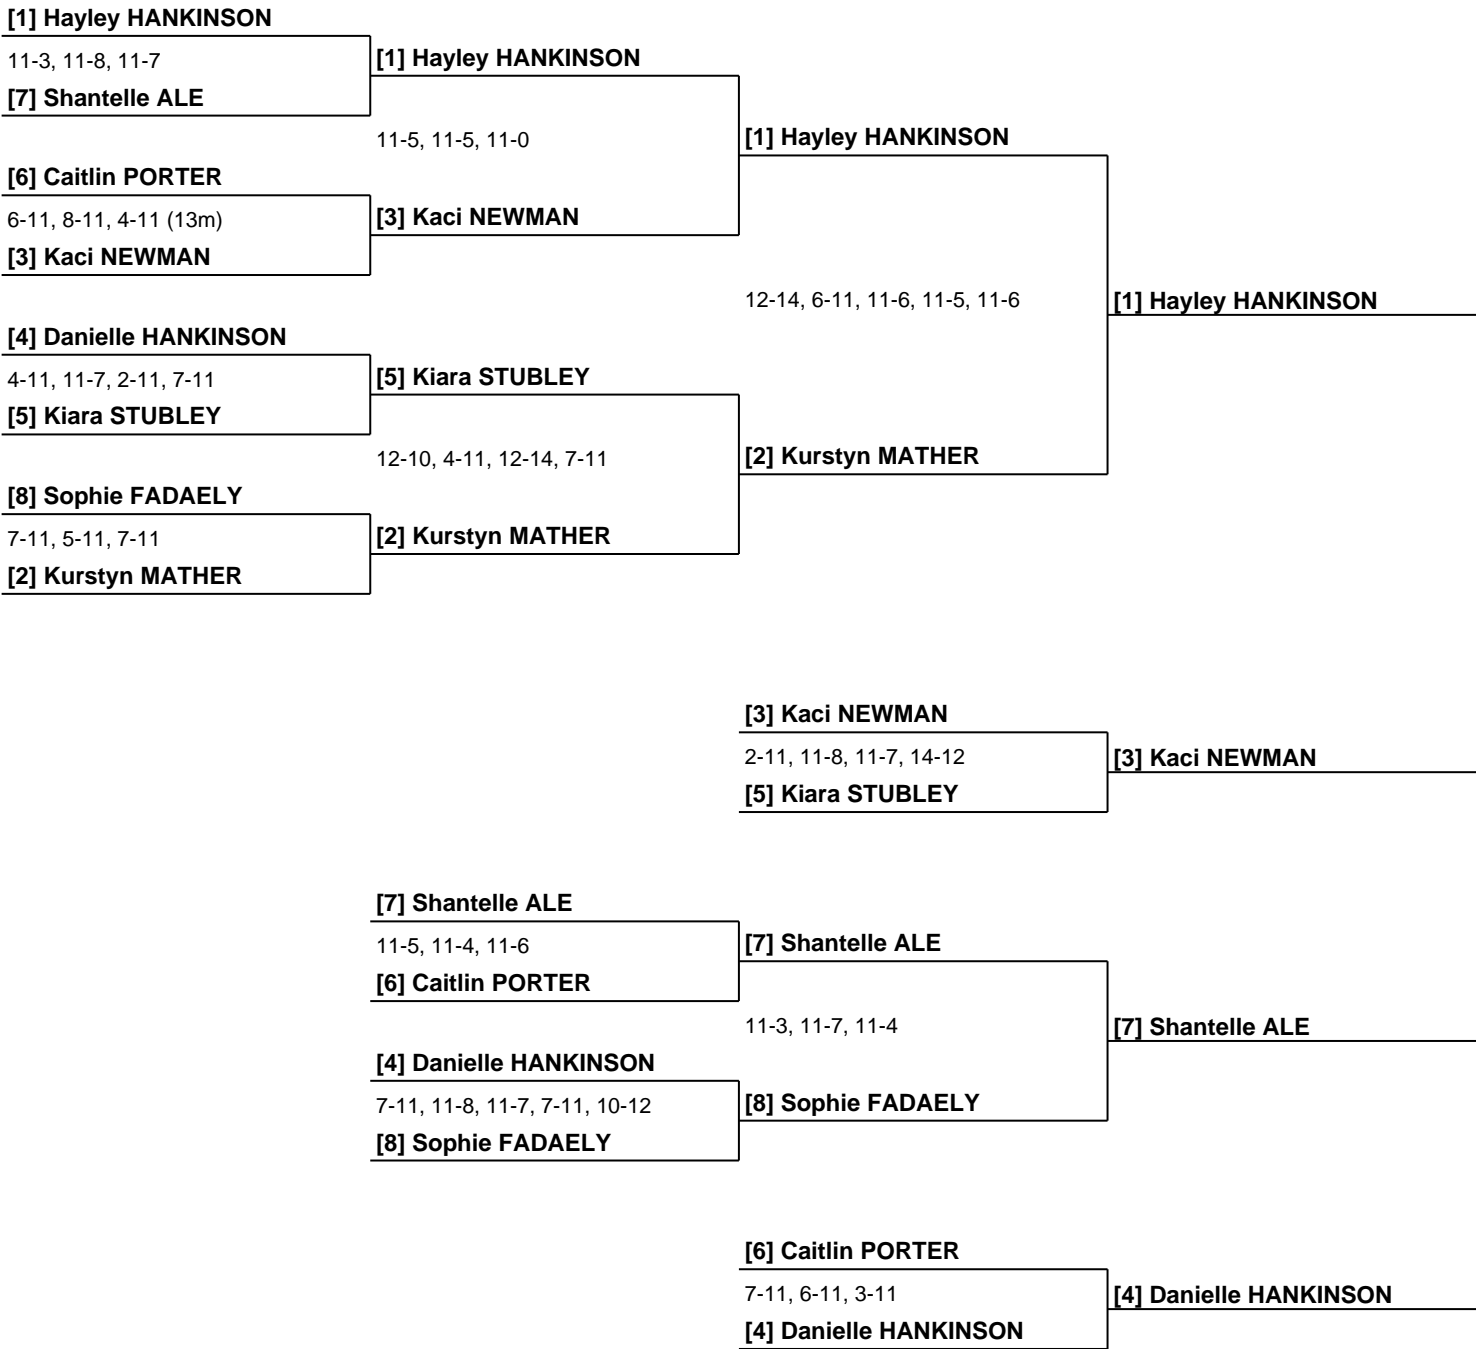 [1] Hayley HANKINSON
11-3, 11-8, 11-7
[1] Hayley HANKINSON
[7] Shantelle ALE
11-5, 11-5, 11-0
[1] Hayley HANKINSON
[6] Caitlin PORTER
6-11, 8-11, 4-11 (13m)
[3] Kaci NEWMAN
[3] Kaci NEWMAN
12-14, 6-11, 11-6, 11-5, 11-6
[1] Hayley HANKINSON
[4] Danielle HANKINSON
4-11, 11-7, 2-11, 7-11
[5] Kiara STUBLEY
[5] Kiara STUBLEY
12-10, 4-11, 12-14, 7-11
[2] Kurstyn MATHER
[8] Sophie FADAELY
7-11, 5-11, 7-11
[2] Kurstyn MATHER
[2] Kurstyn MATHER
[3] Kaci NEWMAN
2-11, 11-8, 11-7, 14-12
[3] Kaci NEWMAN
[5] Kiara STUBLEY
[7] Shantelle ALE
11-5, 11-4, 11-6
[7] Shantelle ALE
[6] Caitlin PORTER
11-3, 11-7, 11-4
[7] Shantelle ALE
[4] Danielle HANKINSON
7-11, 11-8, 11-7, 7-11, 10-12
[8] Sophie FADAELY
[8] Sophie FADAELY
[6] Caitlin PORTER
7-11, 6-11, 3-11
[4] Danielle HANKINSON
[4] Danielle HANKINSON